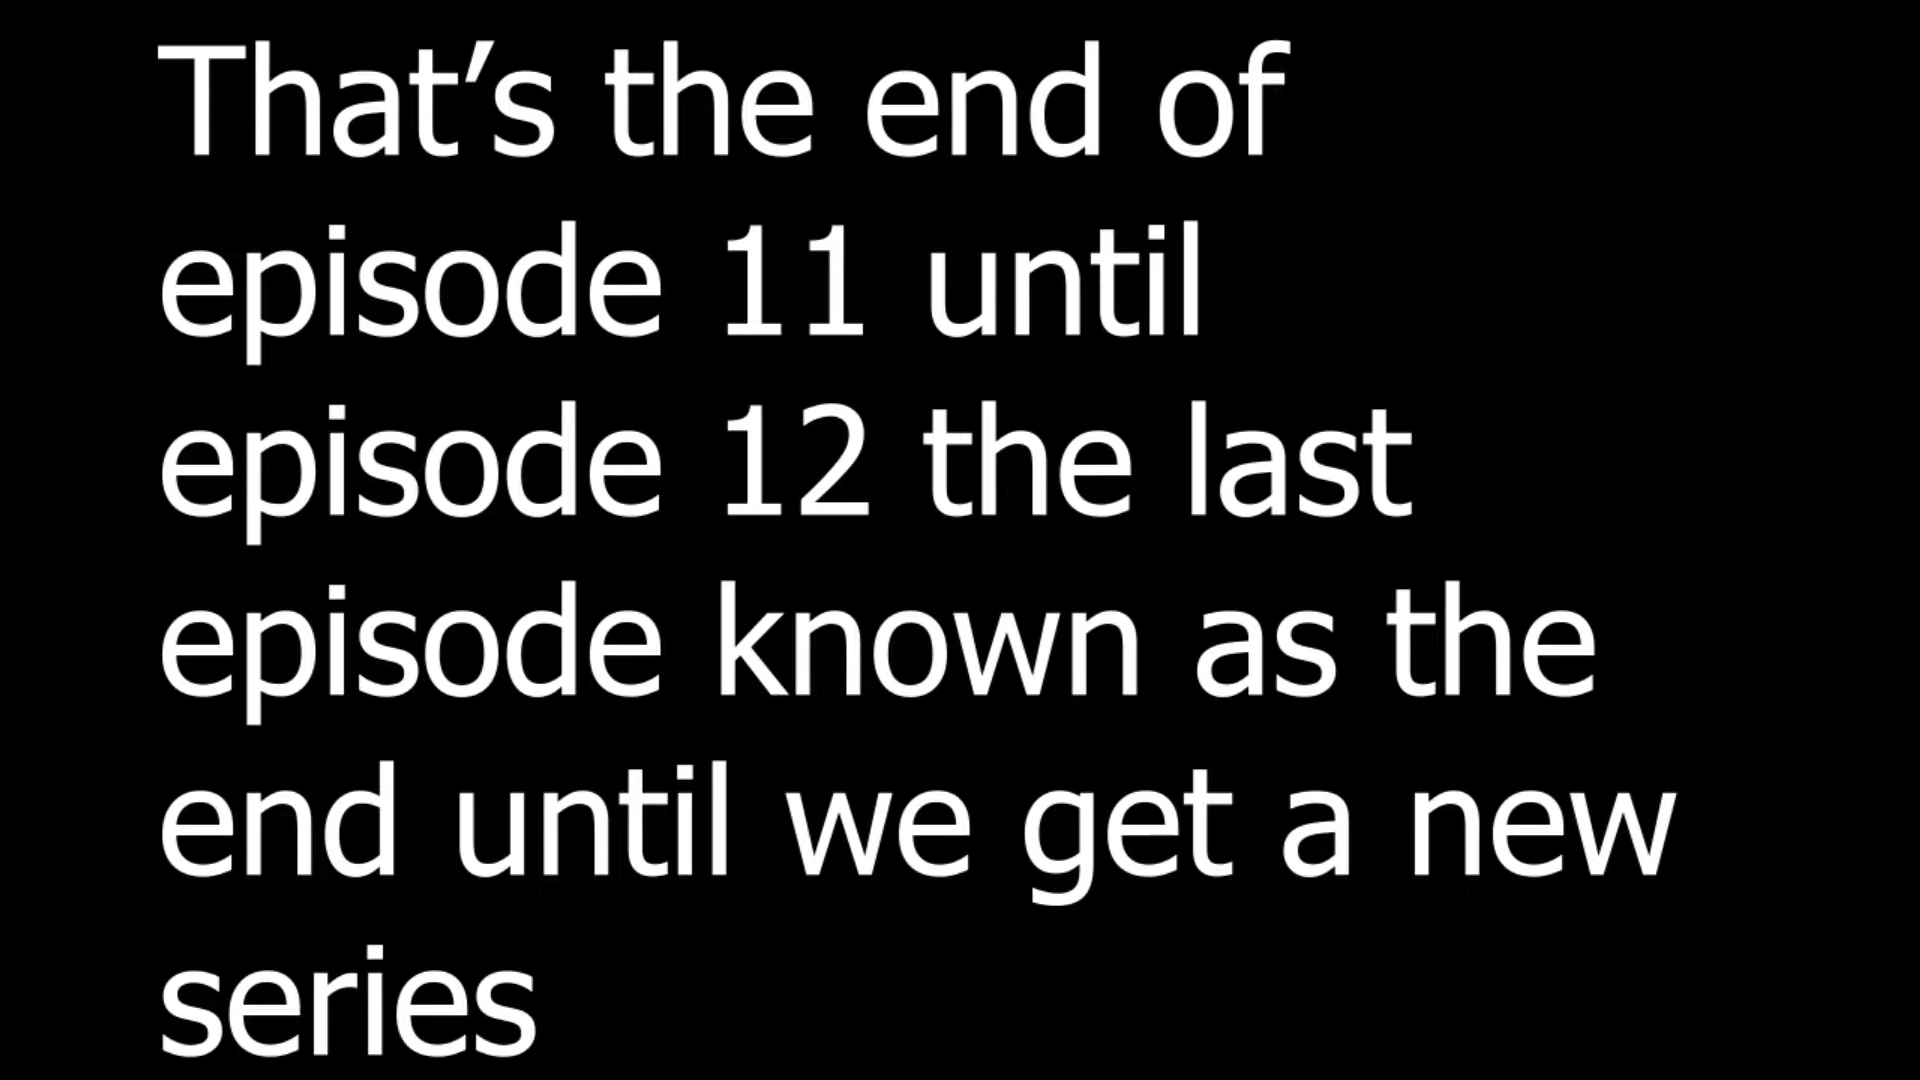 That’s the end of
episode 11 until
episode 12 the last
episode known as the
end until we get a new
series